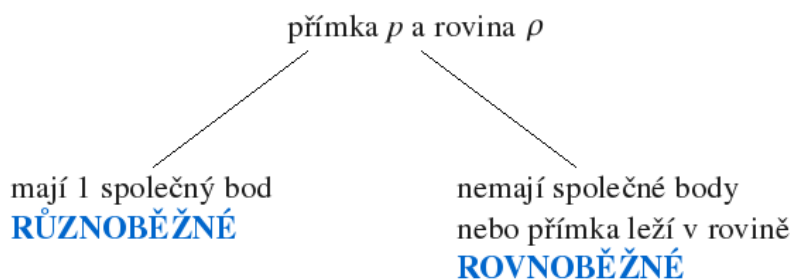 přímka p a rovina ρ
mají 1 společný bod
RŮZNOBĚŽNÉ
nemají společné body
nebo přímka leží v rovině
ROVNOBĚŽNÉ